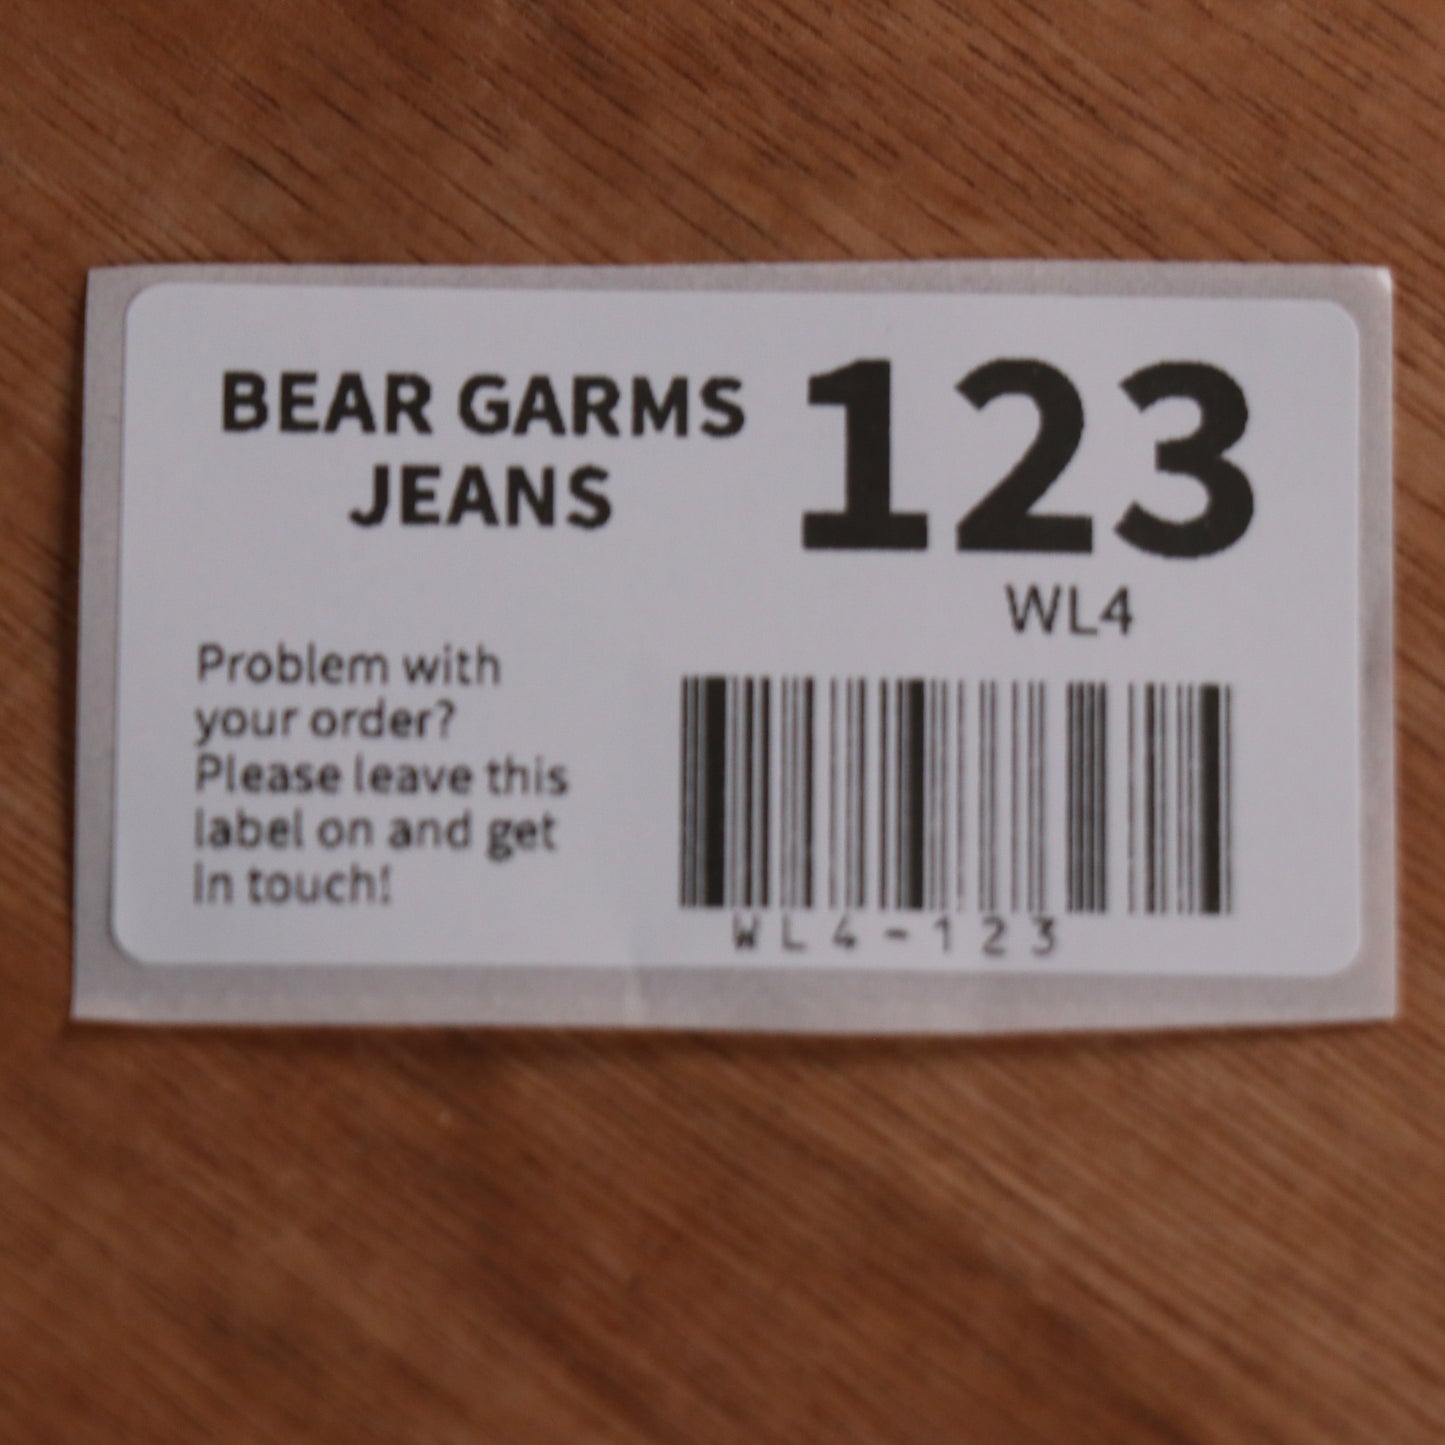 BEAR GARMS
JEANS
123
WL4
Problem with
your order?
Please leave this
label on and get
in touch!
WL4-123